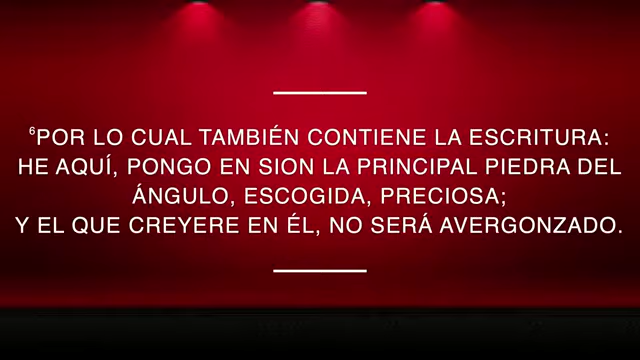 ⁶POR LO CUAL TAMBIÉN CONTIENE LA ESCRITURA:
HE AQUÍ, PONGO EN SION LA PRINCIPAL PIEDRA DEL
ÁNGULO, ESCOGIDA, PRECIOSA;
Y EL QUE CREYERE EN ÉL, NO SERÁ AVERGONZADO.